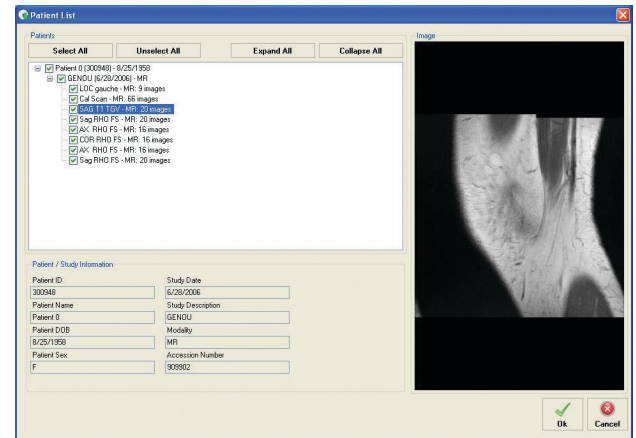 Patient List
Patients
Image
Select All Unselect All Expand All Collapse All
Patient 0 (300948) - 8/25/1958
GENOU (6/28/2006) - MR
LOC gauche - MR: 9 images
Cal Scan - MR: 66 images
SAG T1 TGV - MR: 20 images
Sag RHO FS - MR: 20 images
AX RHO FS - MR: 16 images
COR RHO FS - MR: 16 images
AX RHO FS - MR: 16 images
Sag RHO FS - MR: 20 images
Patient / Study Information
Patient ID Study Date
300948 6/28/2006
Patient Name Study Description
Patient 0 GENOU
Patient DOB Modality
8/25/1958 MR
Patient Sex Accession Number
F 909902
Ok Cancel